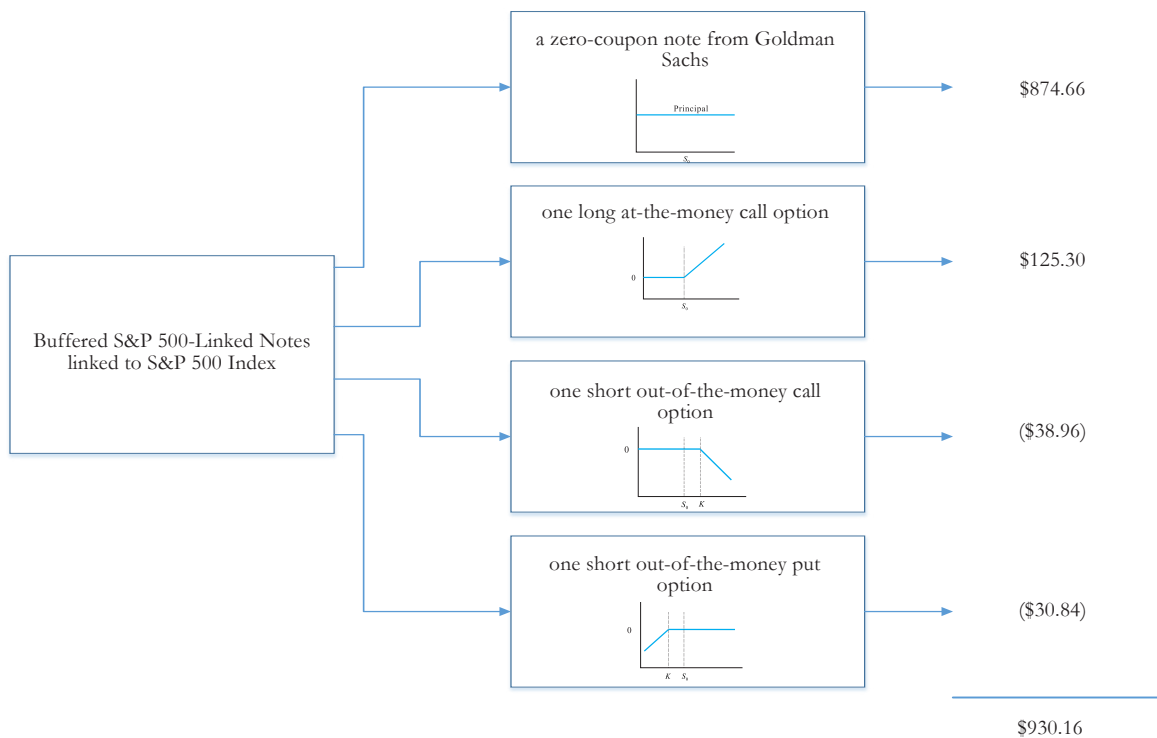 a zero-coupon note from Goldman
Sachs
Principal
S₀
$874.66
one long at-the-money call option
0
S₀
$125.30
Buffered S&P 500-Linked Notes
linked to S&P 500 Index
one short out-of-the-money call
option
0
S₀ K
($38.96)
one short out-of-the-money put
option
0
K S₀
($30.84)
$930.16